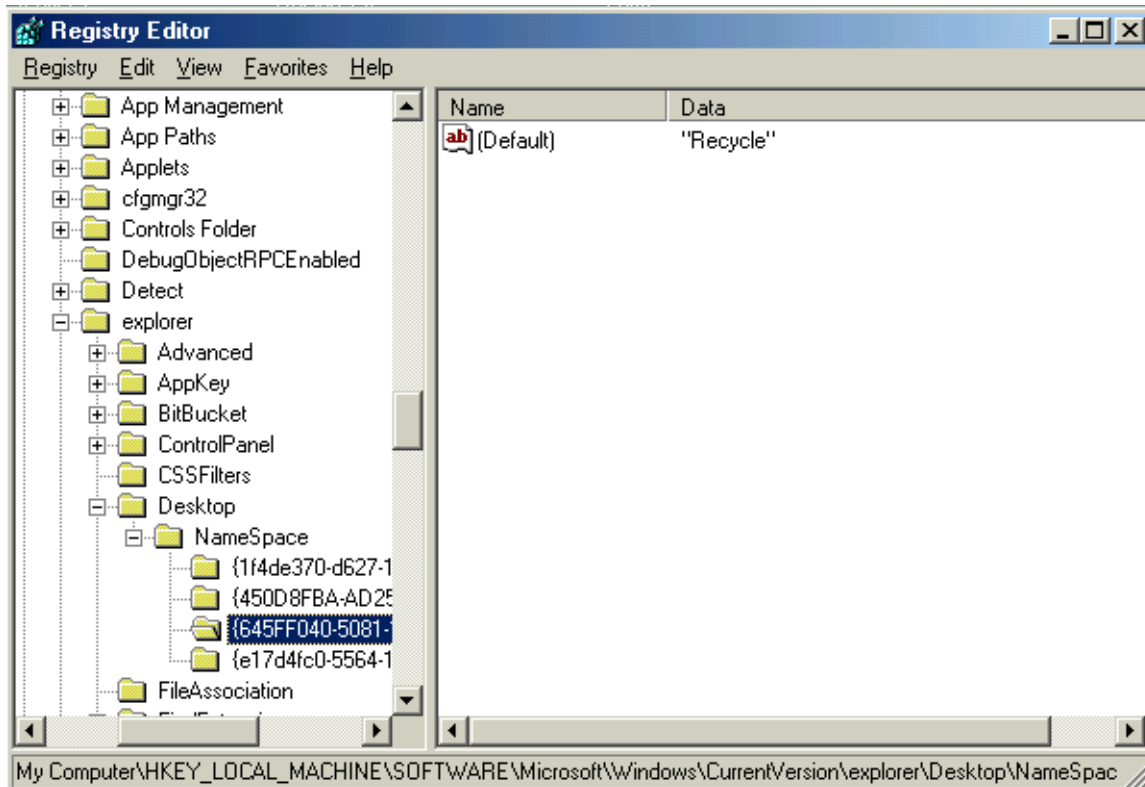 Registry Editor
Registry Edit View Favorites Help
Name Data
(Default) "Recycle"
App Management
App Paths
Applets
cfgmgr32
Controls Folder
DebugObjectRPCEnabled
Detect
explorer
Advanced
AppKey
BitBucket
ControlPanel
CSSFilters
Desktop
NameSpace
{1f4de370-d627-1
{450D8FBA-AD25
{645FF040-5081-1
{e17d4fc0-5564-1
FileAssociation
My Computer\HKEY_LOCAL_MACHINE\SOFTWARE\Microsoft\Windows\CurrentVersion\explorer\Desktop\NameSpac